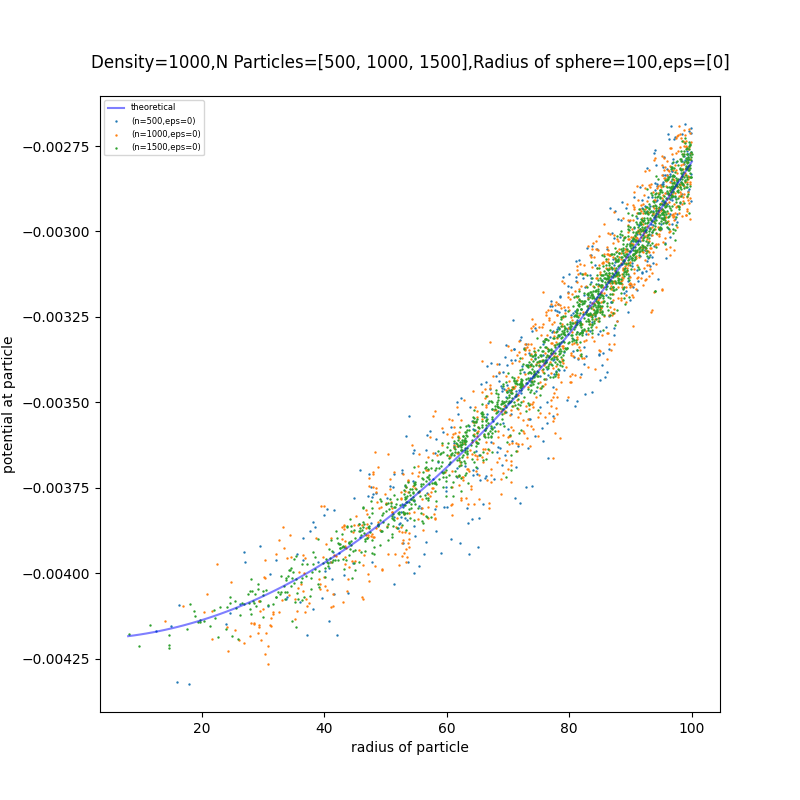 Density=1000,N Particles=[500, 1000, 1500],Radius of sphere=100,eps=[0]
theoretical
(n=500,eps=0)
(n=1000,eps=0)
(n=1500,eps=0)
−0.00275
−0.00300
−0.00325
−0.00350
−0.00375
−0.00400
−0.00425
potential at particle
20 40 60 80 100
radius of particle